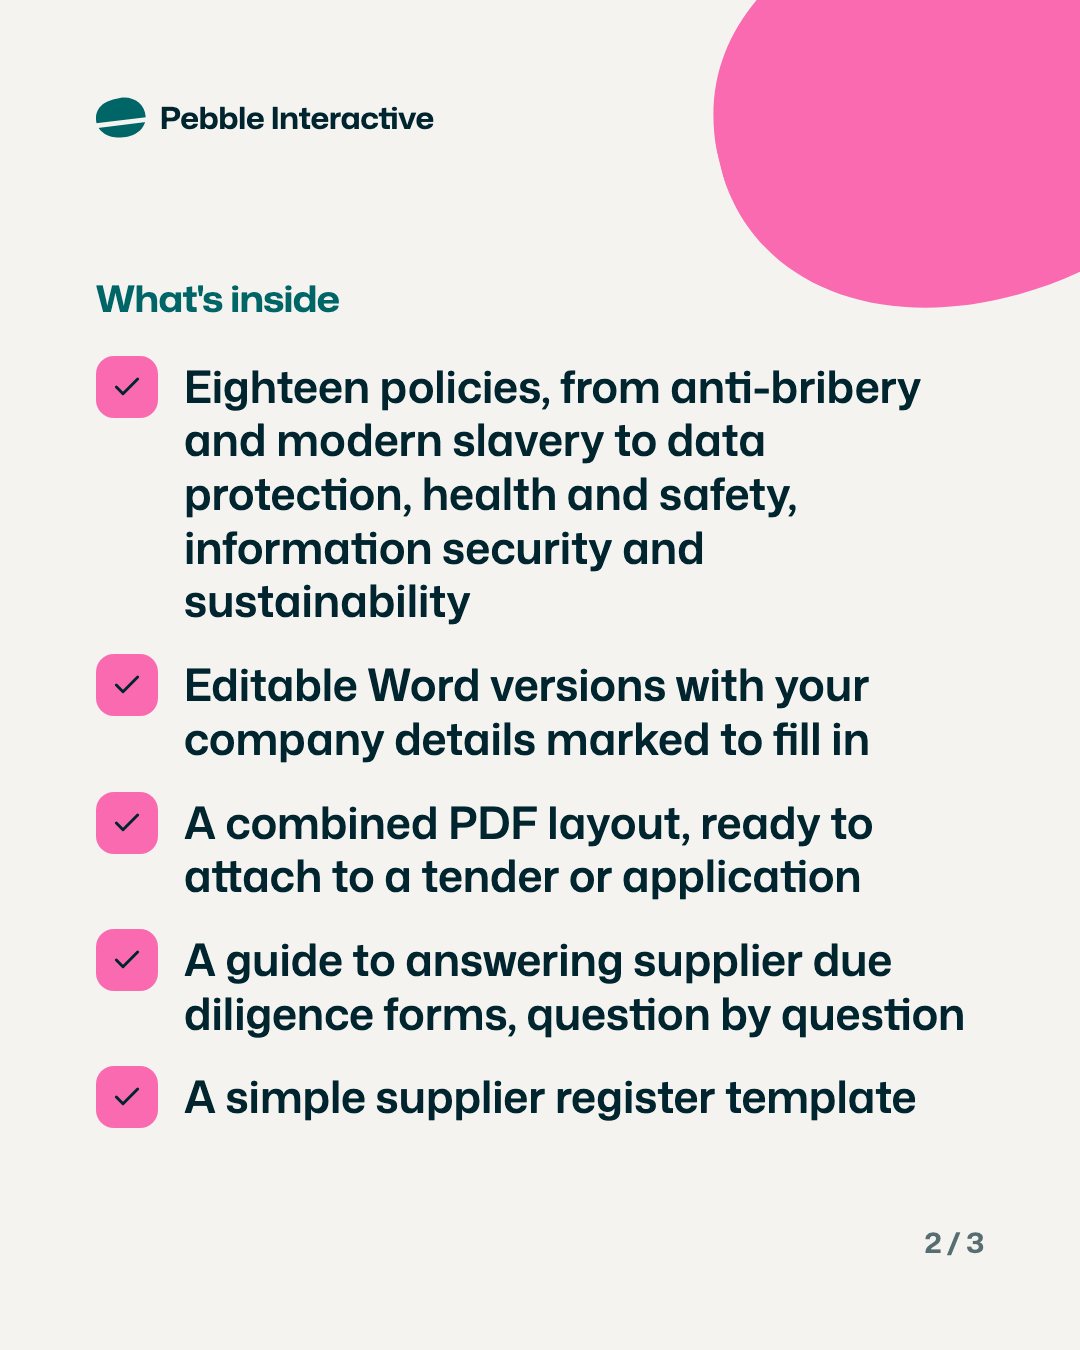 Pebble Interactive
What's inside
Eighteen policies, from anti-bribery
and modern slavery to data
protection, health and safety,
information security and
sustainability
Editable Word versions with your
company details marked to fill in
A combined PDF layout, ready to
attach to a tender or application
A guide to answering supplier due
diligence forms, question by question
A simple supplier register template
2 / 3